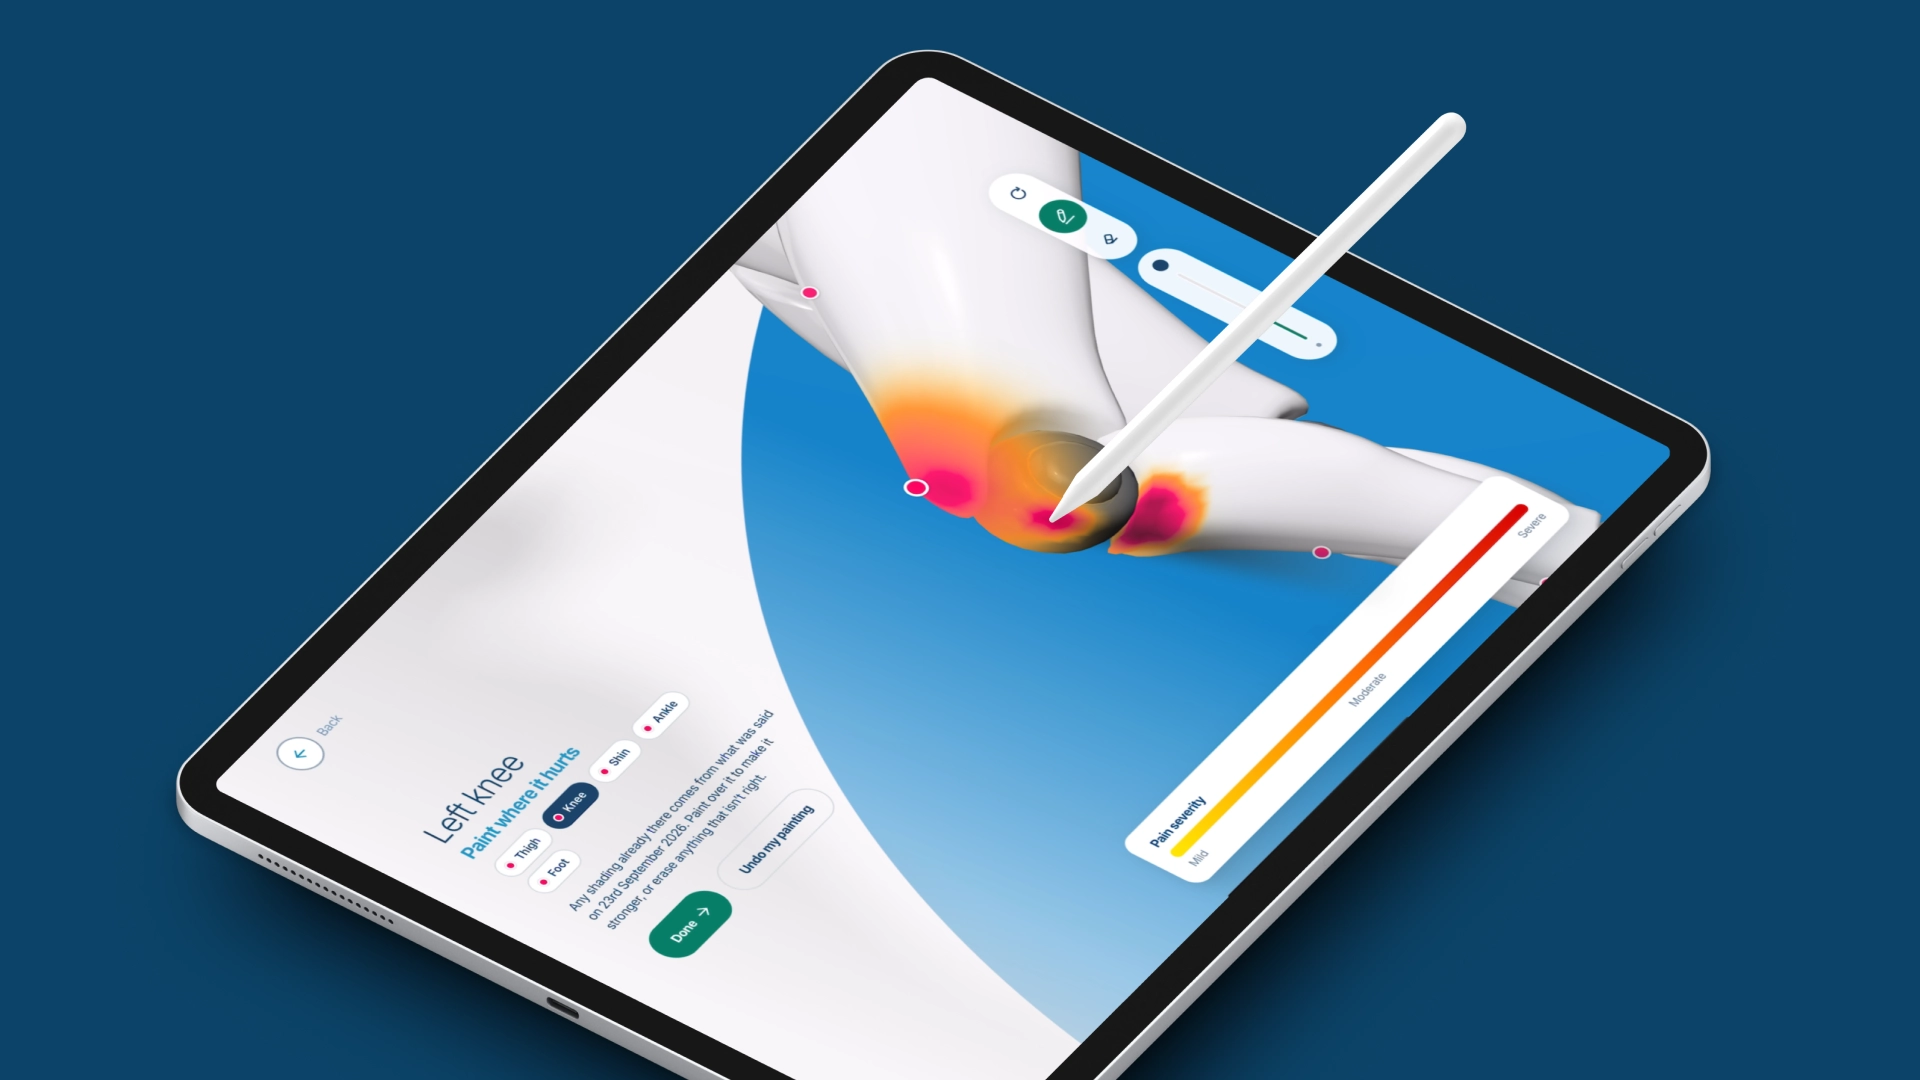 Back
Left knee
Paint where it hurts
Thigh
Knee
Shin
Ankle
Foot
Any shading already there comes from what was said
on 23rd September 2026. Paint over it to make it
stronger, or erase anything that isn't right.
Done
Undo my painting
Pain severity
Mild
Moderate
Severe